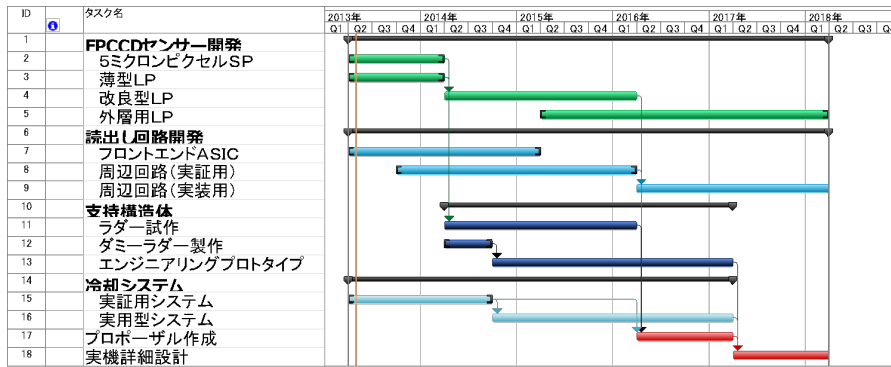 ID タスク名 2013年 2014年 2015年 2016年 2017年 2018年
Q1 Q2 Q3 Q4 Q1 Q2 Q3 Q4 Q1 Q2 Q3 Q4 Q1 Q2 Q3 Q4 Q1 Q2 Q3 Q4 Q1 Q2 Q3 Q4
1 FPCCDセンサー開発
2 5ミクロンピクセルSP
3 薄型LP
4 改良型LP
5 外層用LP
6 読出し回路開発
7 フロントエンドASIC
8 周辺回路(実証用)
9 周辺回路(実装用)
10 支持構造体
11 ラダー試作
12 ダミーラダー製作
13 エンジニアリングプロトタイプ
14 冷却システム
15 実証用システム
16 実用型システム
17 プロポーザル作成
18 実機詳細設計